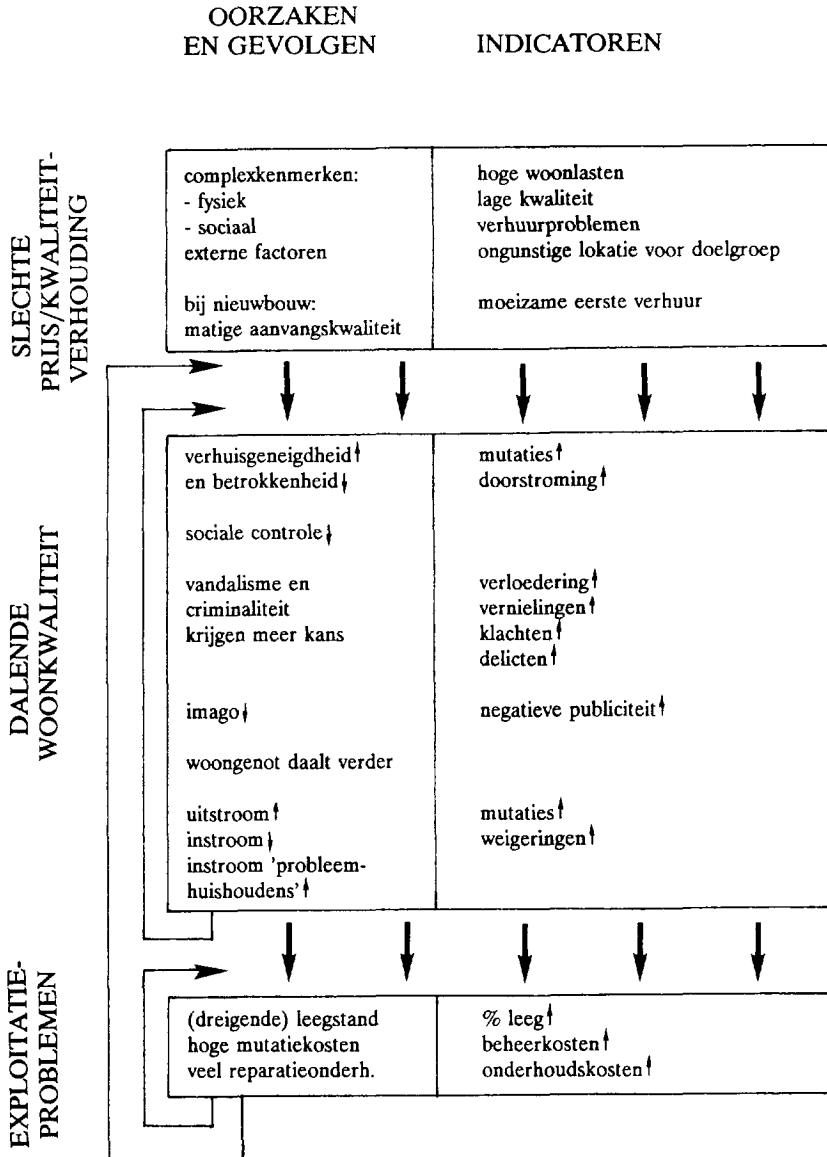 OORZAKEN
EN GEVOLGEN
INDICATOREN
SLECHTE
PRIJS/KWALITEIT-
VERHOUDING
complexkenmerken:
- fysiek
- sociaal
externe factoren
bij nieuwbouw:
matige aanvangskwaliteit
hoge woonlasten
lage kwaliteit
verhuurproblemen
ongunstige lokatie voor doelgroep
moeizame eerste verhuur
DALENDE
WOONKWALITEIT
verhuisgeneigdheid↑
en betrokkenheid↓
sociale controle↓
vandalisme en
criminaliteit
krijgen meer kans
imago↓
woongenot daalt verder
uitstroom↑
instroom↓
instroom 'probleem-
huishoudens'↑
mutaties↑
doorstroming↑
verloedering↑
vernielingen↑
klachten↑
delicten↑
negatieve publiciteit↑
mutaties↑
weigeringen↑
EXPLOITATIE-
PROBLEMEN
(dreigende) leegstand
hoge mutatiekosten
veel reparatieonderh.
% leeg↑
beheerkosten↑
onderhoudskosten↑